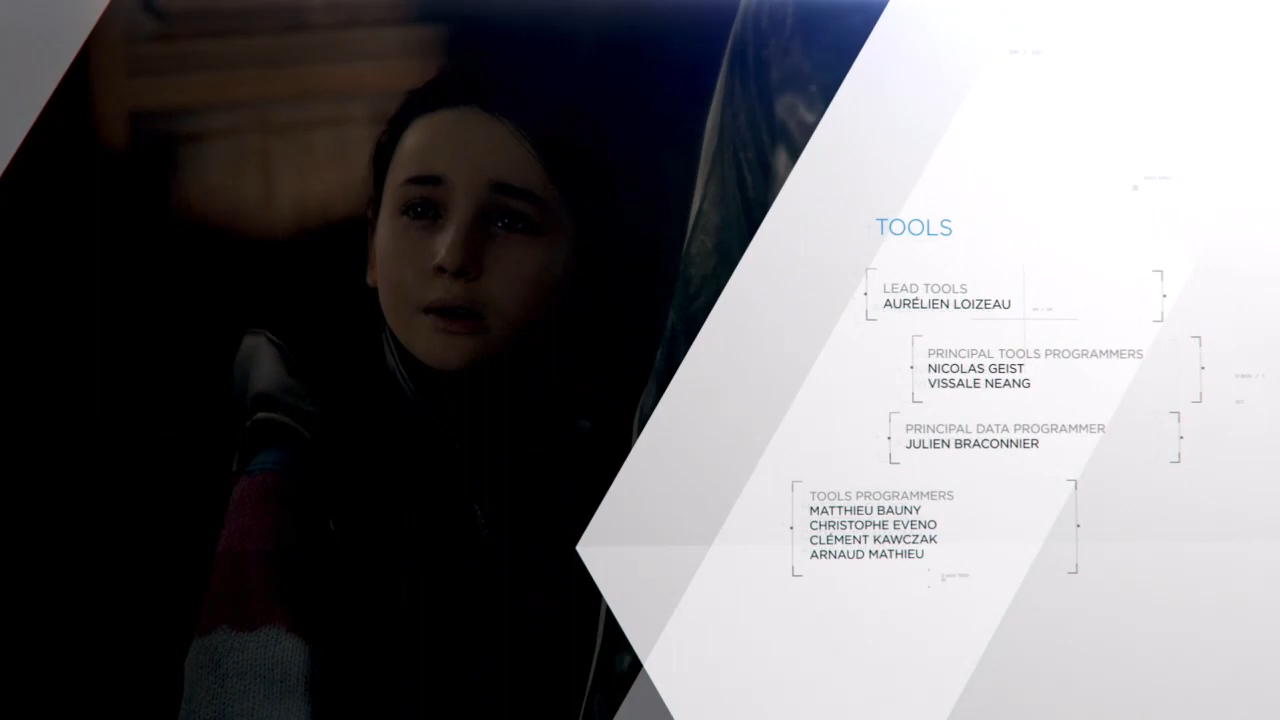 TOOLS
LEAD TOOLS
AURÉLIEN LOIZEAU
PRINCIPAL TOOLS PROGRAMMERS
NICOLAS GEIST
VISSALE NEANG
PRINCIPAL DATA PROGRAMMER
JULIEN BRACONNIER
TOOLS PROGRAMMERS
MATTHIEU BAUNY
CHRISTOPHE EVENO
CLÉMENT KAWCZAK
ARNAUD MATHIEU